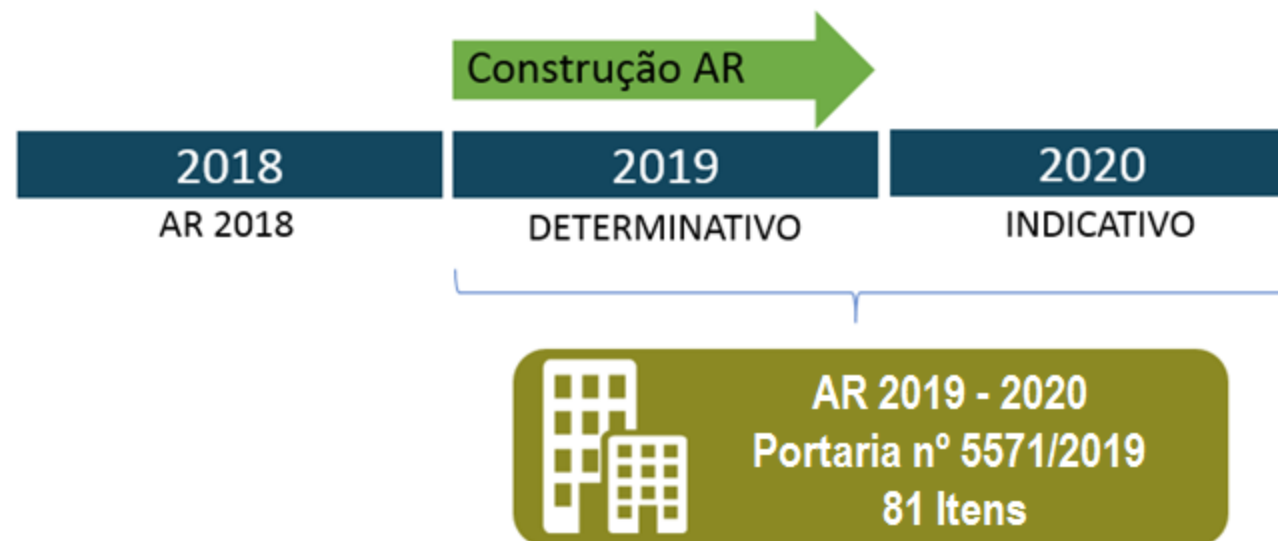 Construção AR
2018
2019
2020
AR 2018
DETERMINATIVO
INDICATIVO
AR 2019 - 2020
Portaria nº 5571/2019
81 Itens